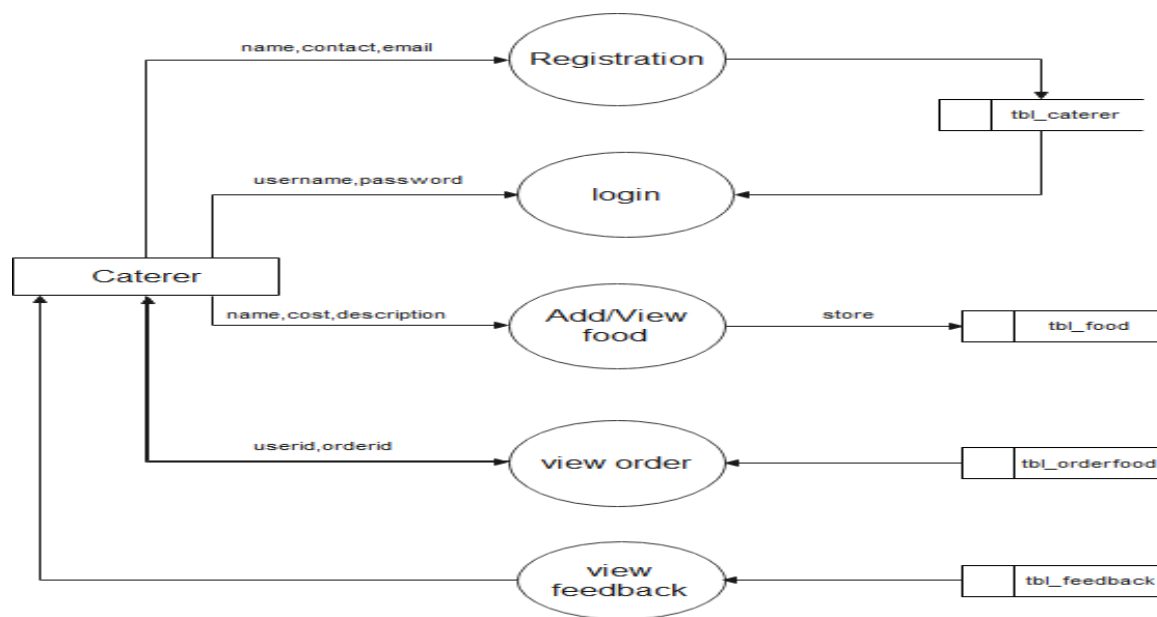 name,contact,email
Registration
tbl_caterer
username,password
login
Caterer
name,cost,description
Add/View
food
store
tbl_food
userid,orderid
view order
tbl_orderfood
view
feedback
tbl_feedback